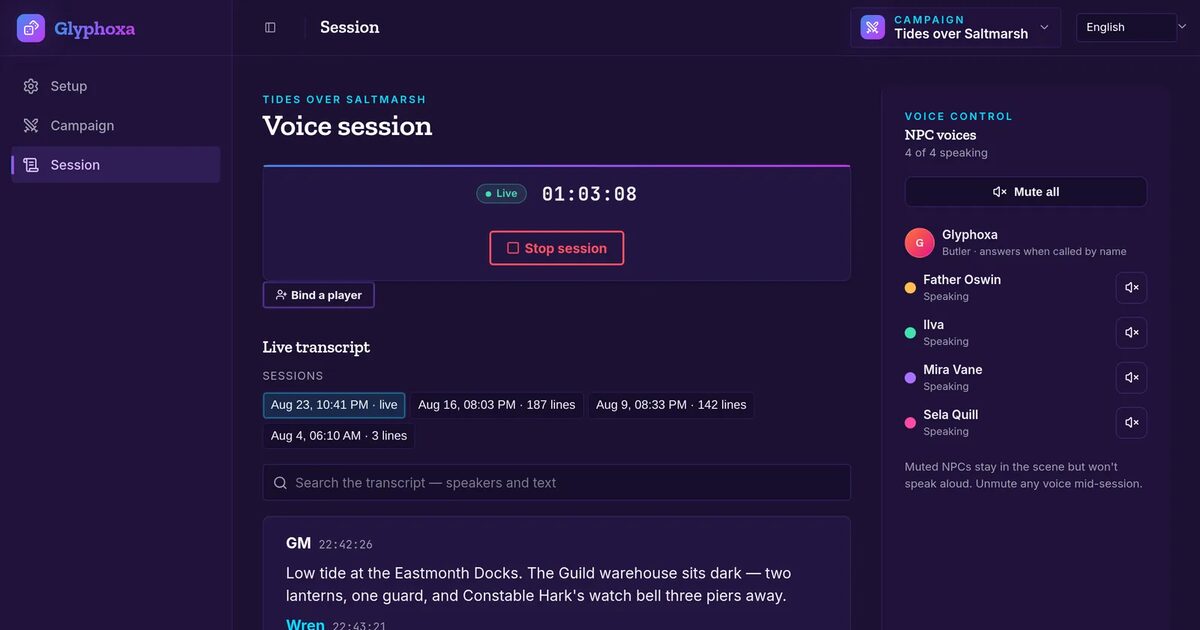 Glyphoxa
Setup
Campaign
Session
Session
CAMPAIGN
Tides over Saltmarsh
English
TIDES OVER SALTMARSH
Voice session
Live 01:03:08
Stop session
Bind a player
Live transcript
SESSIONS
Aug 23, 10:41 PM · live
Aug 16, 08:03 PM · 187 lines
Aug 9, 08:33 PM · 142 lines
Aug 4, 06:10 AM · 3 lines
Search the transcript — speakers and text
GM 22:42:26
Low tide at the Eastmonth Docks. The Guild warehouse sits dark — two
lanterns, one guard, and Constable Hark's watch bell three piers away.
Wren 22:43:21
VOICE CONTROL
NPC voices
4 of 4 speaking
Mute all
G
Glyphoxa
Butler · answers when called by name
Father Oswin
Speaking
Ilva
Speaking
Mira Vane
Speaking
Sela Quill
Speaking
Muted NPCs stay in the scene but won't
speak aloud. Unmute any voice mid-session.